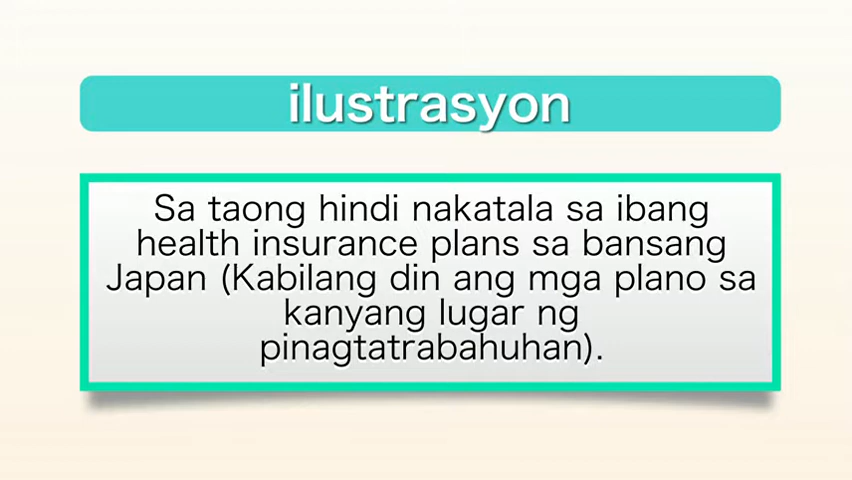 ilustrasyon
Sa taong hindi nakatala sa ibang
health insurance plans sa bansang
Japan (Kabilang din ang mga plano sa
kanyang lugar ng
pinagtatrabahuhan).